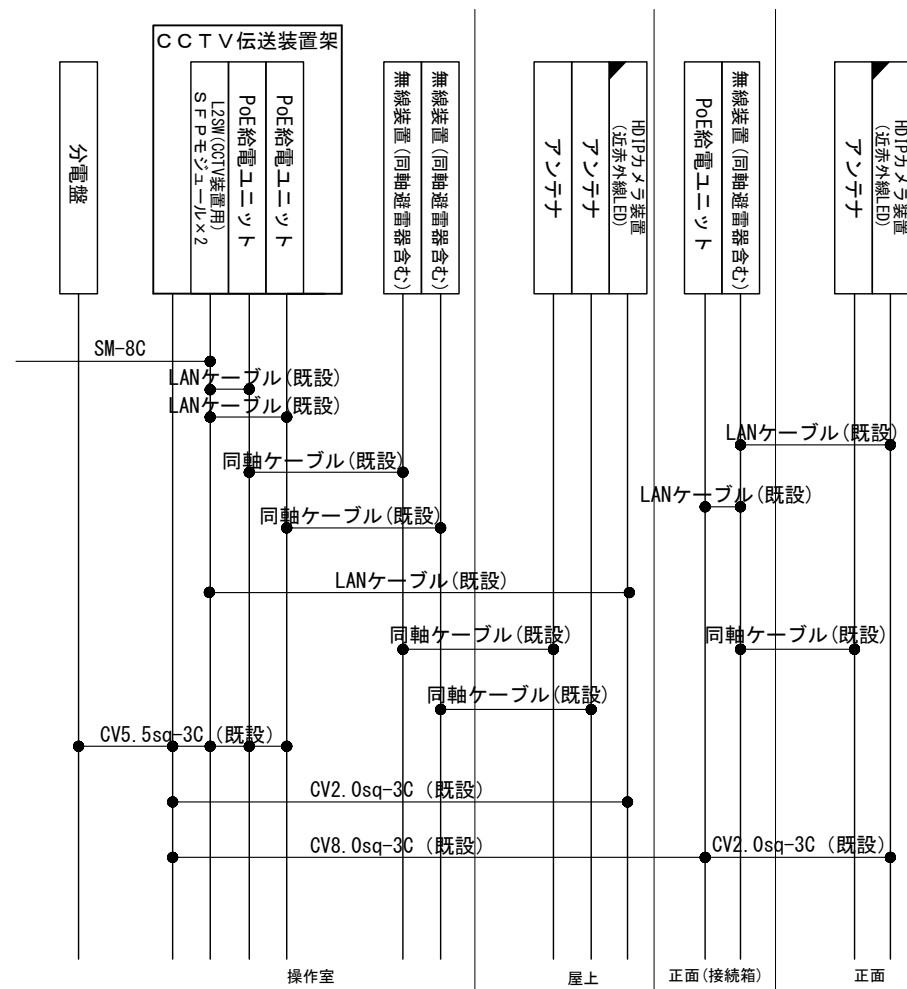 CCTV伝送装置架
分電盤
L2SW(CCTV装置用)
SFPモジュール×2
PoE給電ユニット
PoE給電ユニット
無線装置(同軸避雷器含む)
無線装置(同軸避雷器含む)
アンテナ
アンテナ
HDIPカメラ装置
(近赤外線LED)
PoE給電ユニット
無線装置(同軸避雷器含む)
アンテナ
HDIPカメラ装置
(近赤外線LED)
SM-8C
LANケーブル(既設)
LANケーブル(既設)
LANケーブル(既設)
同軸ケーブル(既設)
LANケーブル(既設)
同軸ケーブル(既設)
LANケーブル(既設)
同軸ケーブル(既設)
同軸ケーブル(既設)
同軸ケーブル(既設)
CV5.5sq-3C(既設)
CV2.0sq-3C(既設)
CV8.0sq-3C(既設)
CV2.0sq-3C(既設)
操作室
屋上
正面(接続箱)
正面